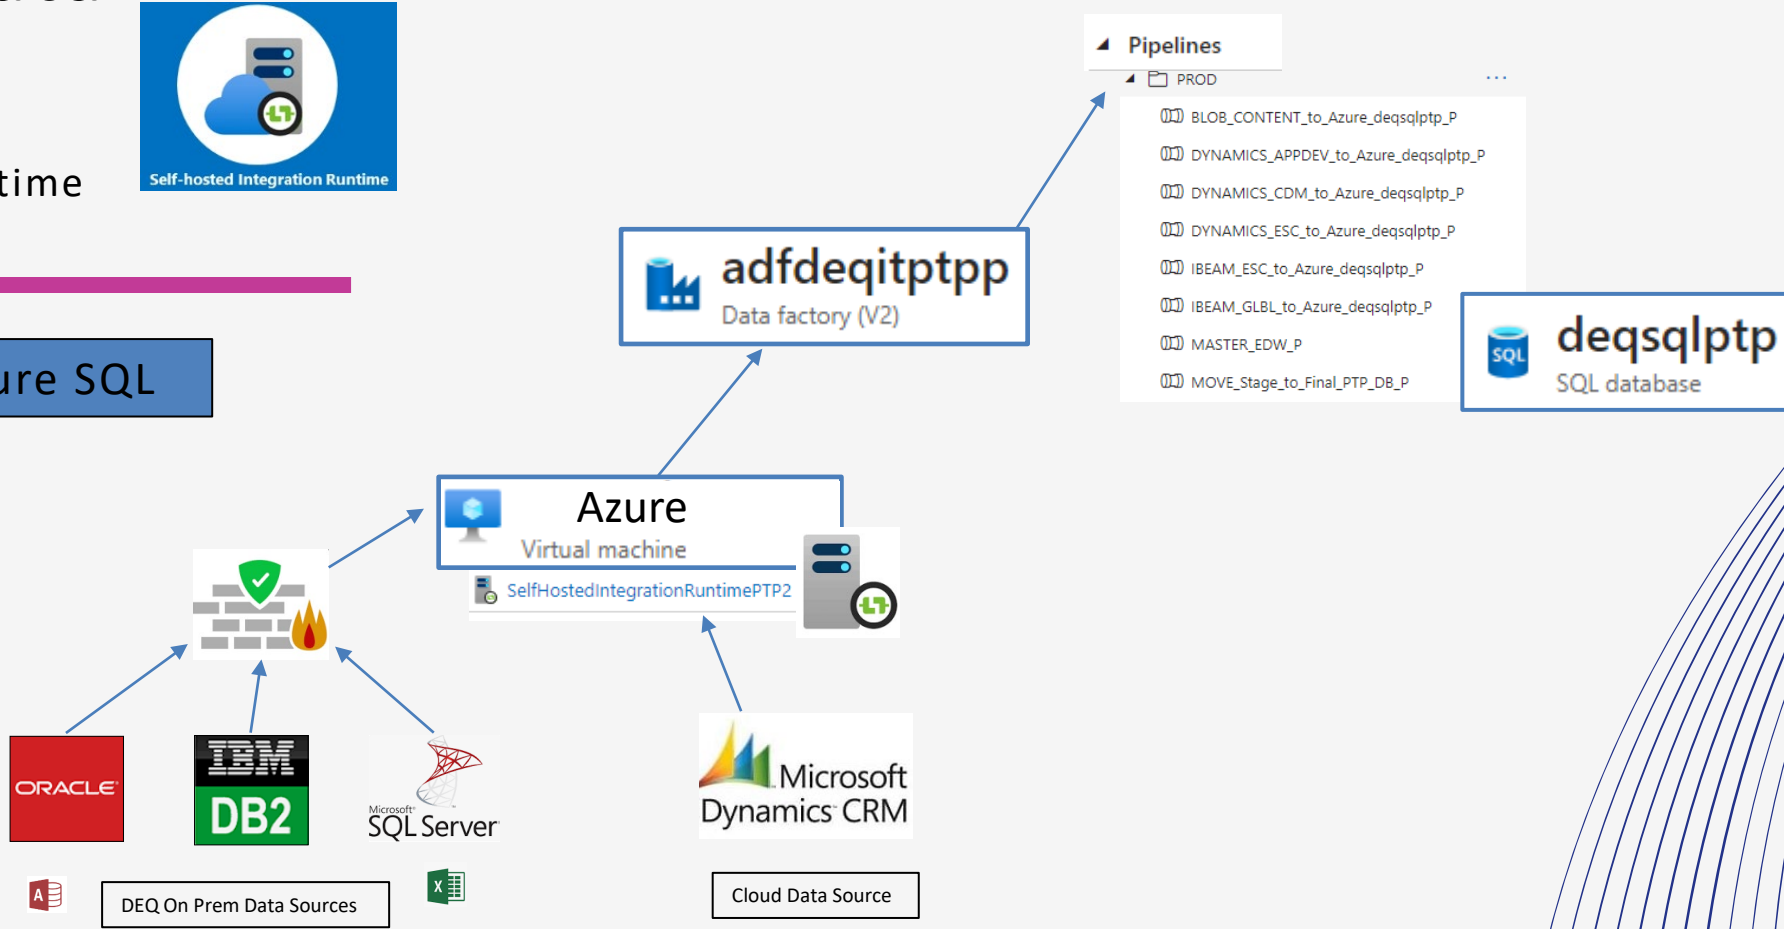 Self-hosted Integration Runtime
time
ure SQL
Pipelines
PROD
BLOB_CONTENT_to_Azure_deqsqlptp_P
DYNAMICS_APPDEV_to_Azure_deqsqlptp_P
DYNAMICS_CDM_to_Azure_deqsqlptp_P
DYNAMICS_ESC_to_Azure_deqsqlptp_P
IBEAM_ESC_to_Azure_deqsqlptp_P
IBEAM_GLBL_to_Azure_deqsqlptp_P
MASTER_EDW_P
MOVE_Stage_to_Final_PTP_DB_P
adfdeqitptpp
Data factory (V2)
SQL
deqsqlptp
SQL database
Azure
Virtual machine
SelfHostedIntegrationRuntimePTP2
ORACLE
IBM
DB2
Microsoft
SQL Server
Microsoft
Dynamics CRM
A
DEQ On Prem Data Sources
X
Cloud Data Source